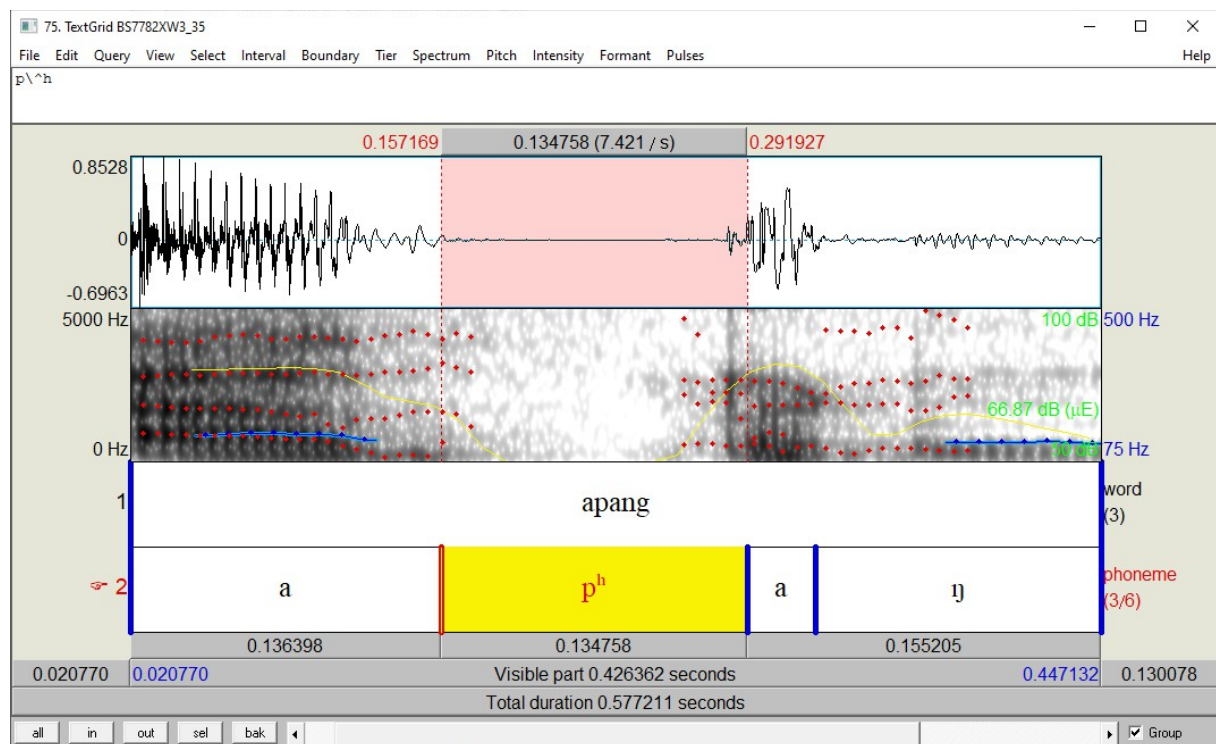 75. TextGrid BS7782XW3_35
File Edit Query View Select Interval Boundary Tier Spectrum Pitch Intensity Formant Pulses Help
p\^h
0.157169 0.134758 (7.421 / s) 0.291927
0.8528
0
-0.6963
5000 Hz 100 dB 500 Hz
66.87 dB (µE)
0 Hz 50 dB 75 Hz
1 apang word
(3)
☞ 2 a pʰ a ŋ phoneme
(3/6)
0.136398 0.134758 0.155205
0.020770 0.020770 Visible part 0.426362 seconds 0.447132 0.130078
Total duration 0.577211 seconds
all in out sel bak Group